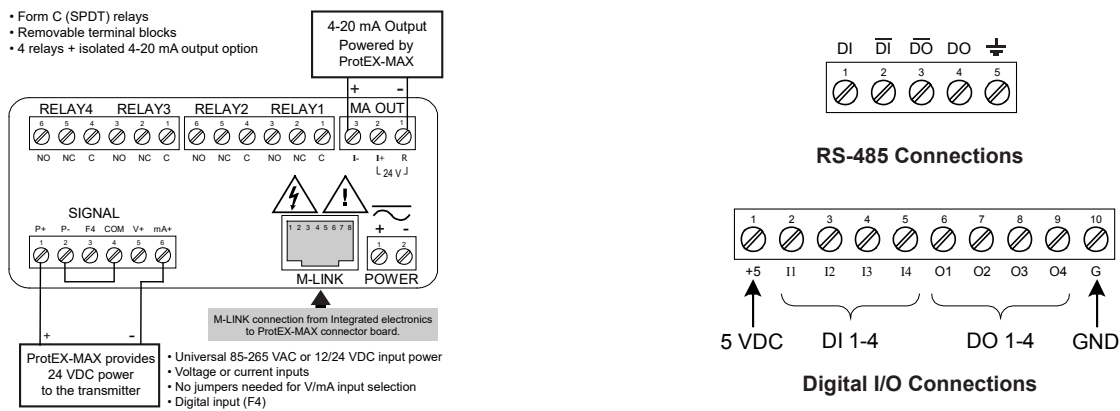 • Form C (SPDT) relays
• Removable terminal blocks
• 4 relays + isolated 4-20 mA output option
4-20 mA Output
Powered by
ProtEX-MAX
+ -
RELAY4 RELAY3 RELAY2 RELAY1 MA OUT
6 5 4 3 2 1 6 5 4 3 2 1 3 2 1
NO NC C NO NC C NO NC C NO NC C I- I+ R
24 V
SIGNAL
P+ P- F4 COM V+ mA+
1 2 3 4 5 6
1 2 3 4 5 6 7 8
+ -
1 2
M-LINK POWER
M-LINK connection from Integrated electronics
to ProtEX-MAX connector board.
+ -
ProtEX-MAX provides
24 VDC power
to the transmitter
• Universal 85-265 VAC or 12/24 VDC input power
• Voltage or current inputs
• No jumpers needed for V/mA input selection
• Digital input (F4)
DI D̅I̅ D̅O̅ DO
1 2 3 4 5
RS-485 Connections
1 2 3 4 5 6 7 8 9 10
+5 I1 I2 I3 I4 O1 O2 O3 O4 G
5 VDC DI 1-4 DO 1-4 GND
Digital I/O Connections